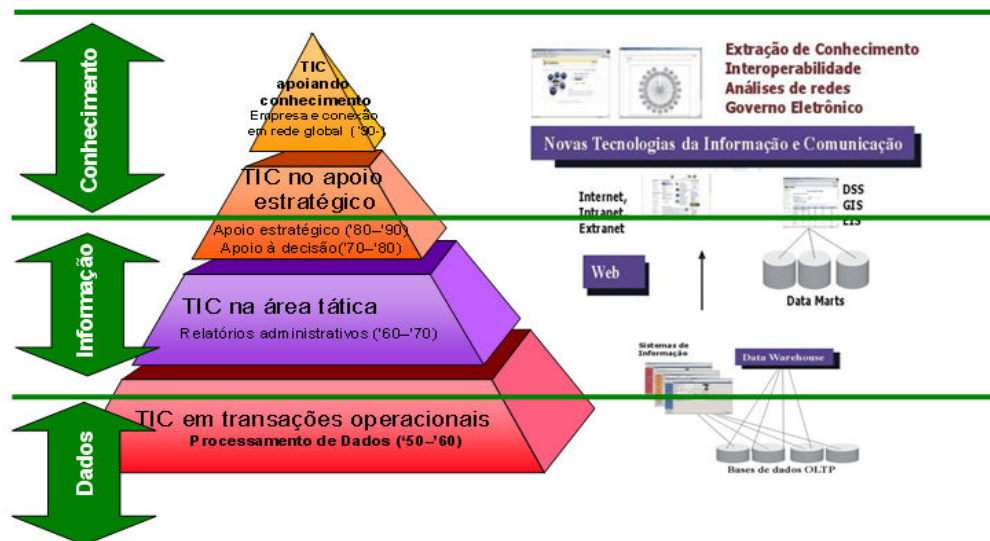 Conhecimento
Informação
Dados
TIC
apoiando
conhecimento
Empresa e conexão
em rede global ('90-)
TIC no apoio
estratégico
Apoio estratégico ('80–'90)
Apoio à decisão('70–'80)
TIC na área tática
Relatórios administrativos ('60–'70)
TIC em transações operacionais
Processamento de Dados ('50–'60)
Extração de Conhecimento
Interoperabilidade
Análises de redes
Governo Eletrônico
Novas Tecnologias da Informação e Comunicação
Internet,
Intranet,
Extranet
DSS
GIS
EIS
Web
Data Marts
Sistemas de
Informação
Data Warehouse
Bases de dados OLTP